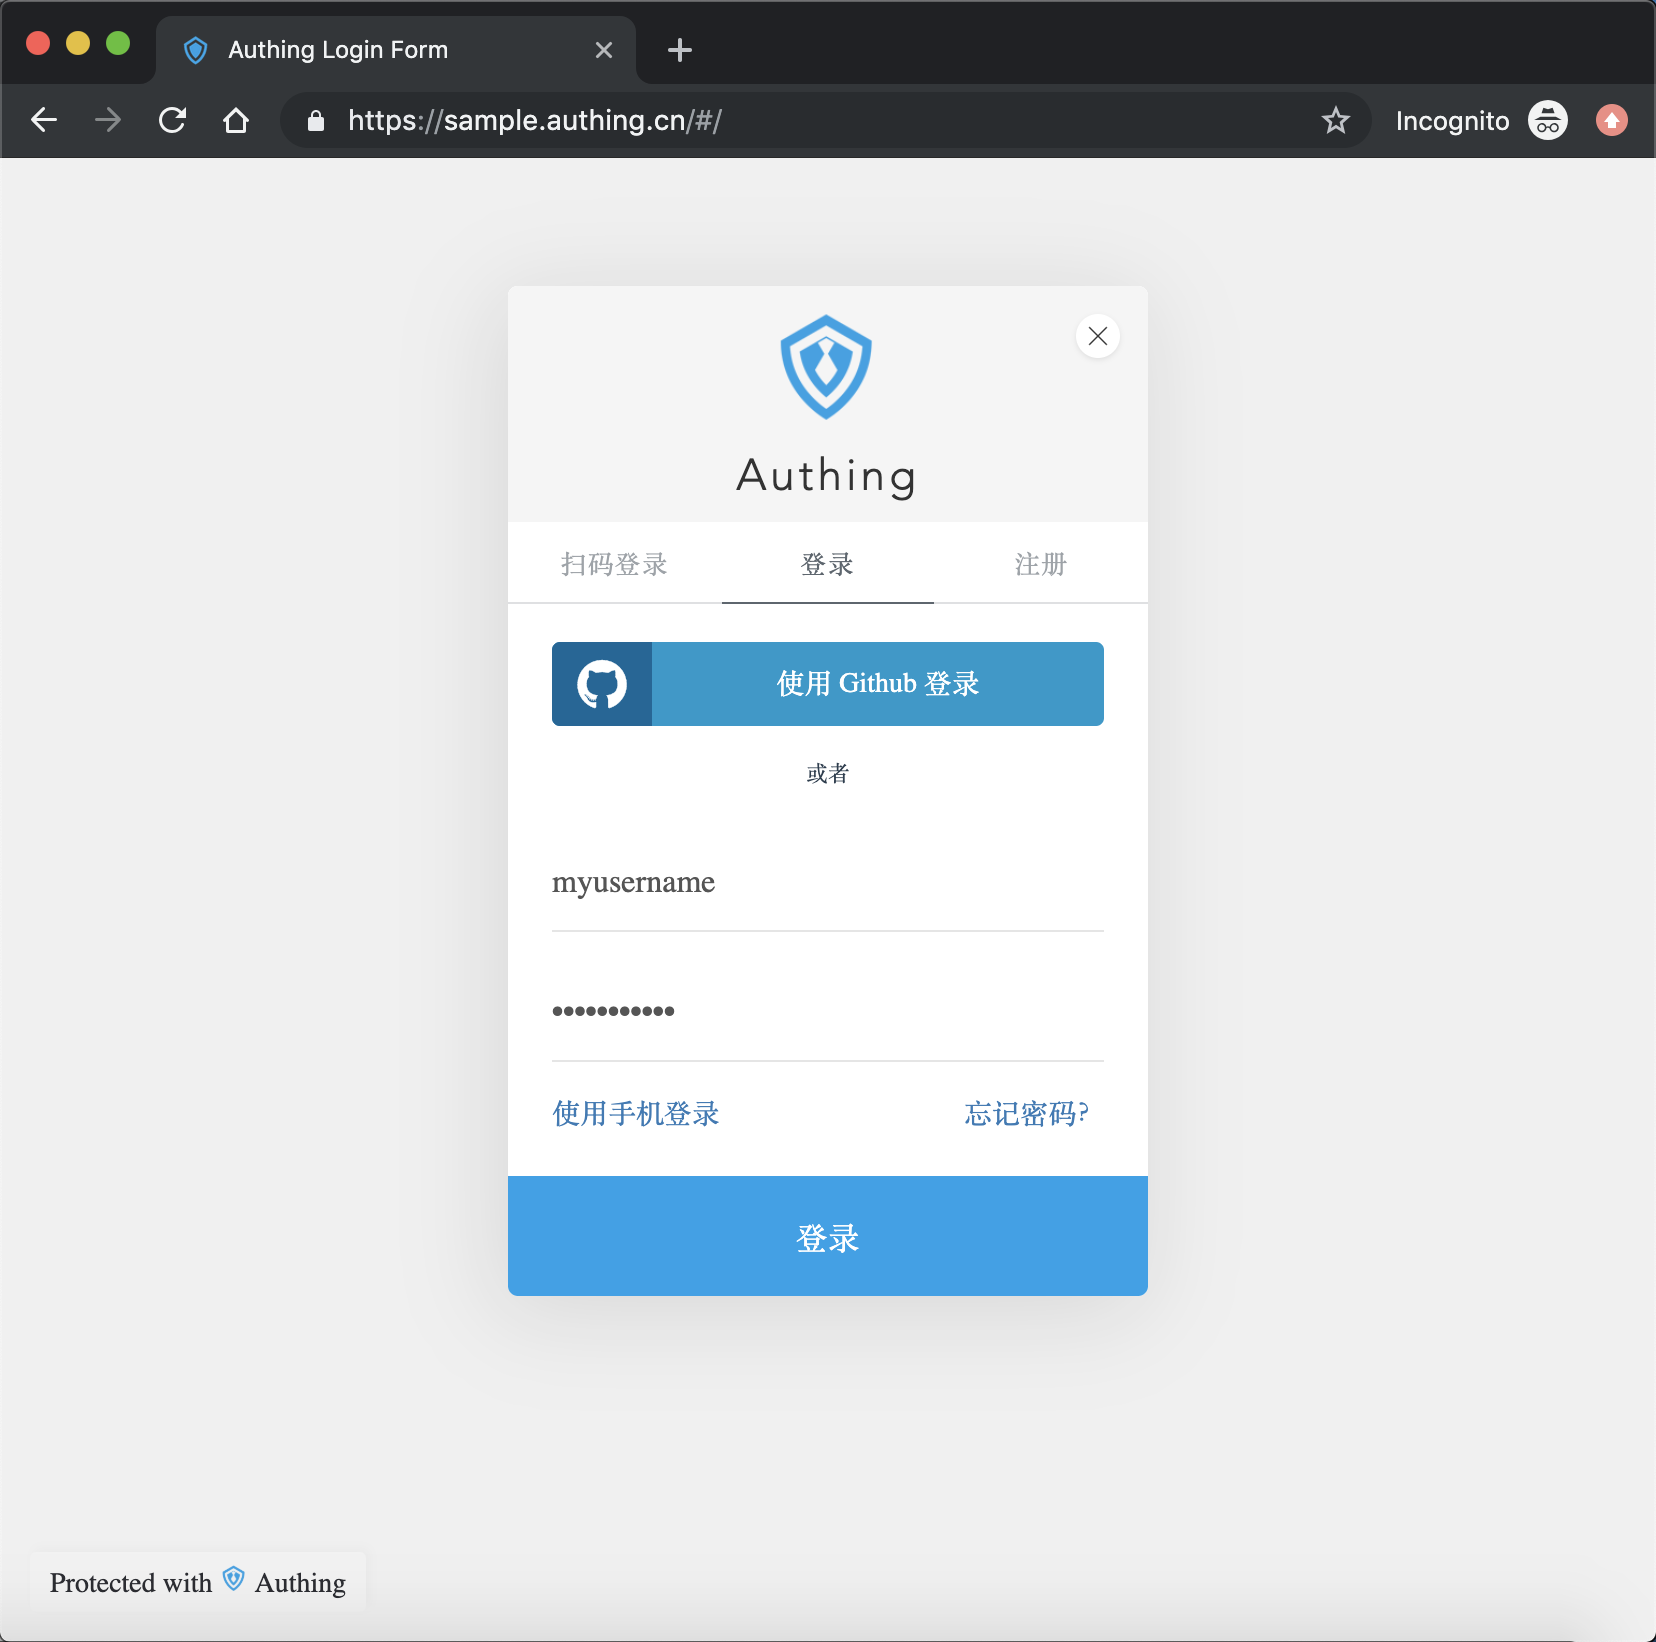 Authing Login Form
https://sample.authing.cn/#/
Incognito
Authing
扫码登录 登录 注册
使用 Github 登录
或者
myusername
•••••••••••
使用手机登录 忘记密码?
登录
Protected with Authing